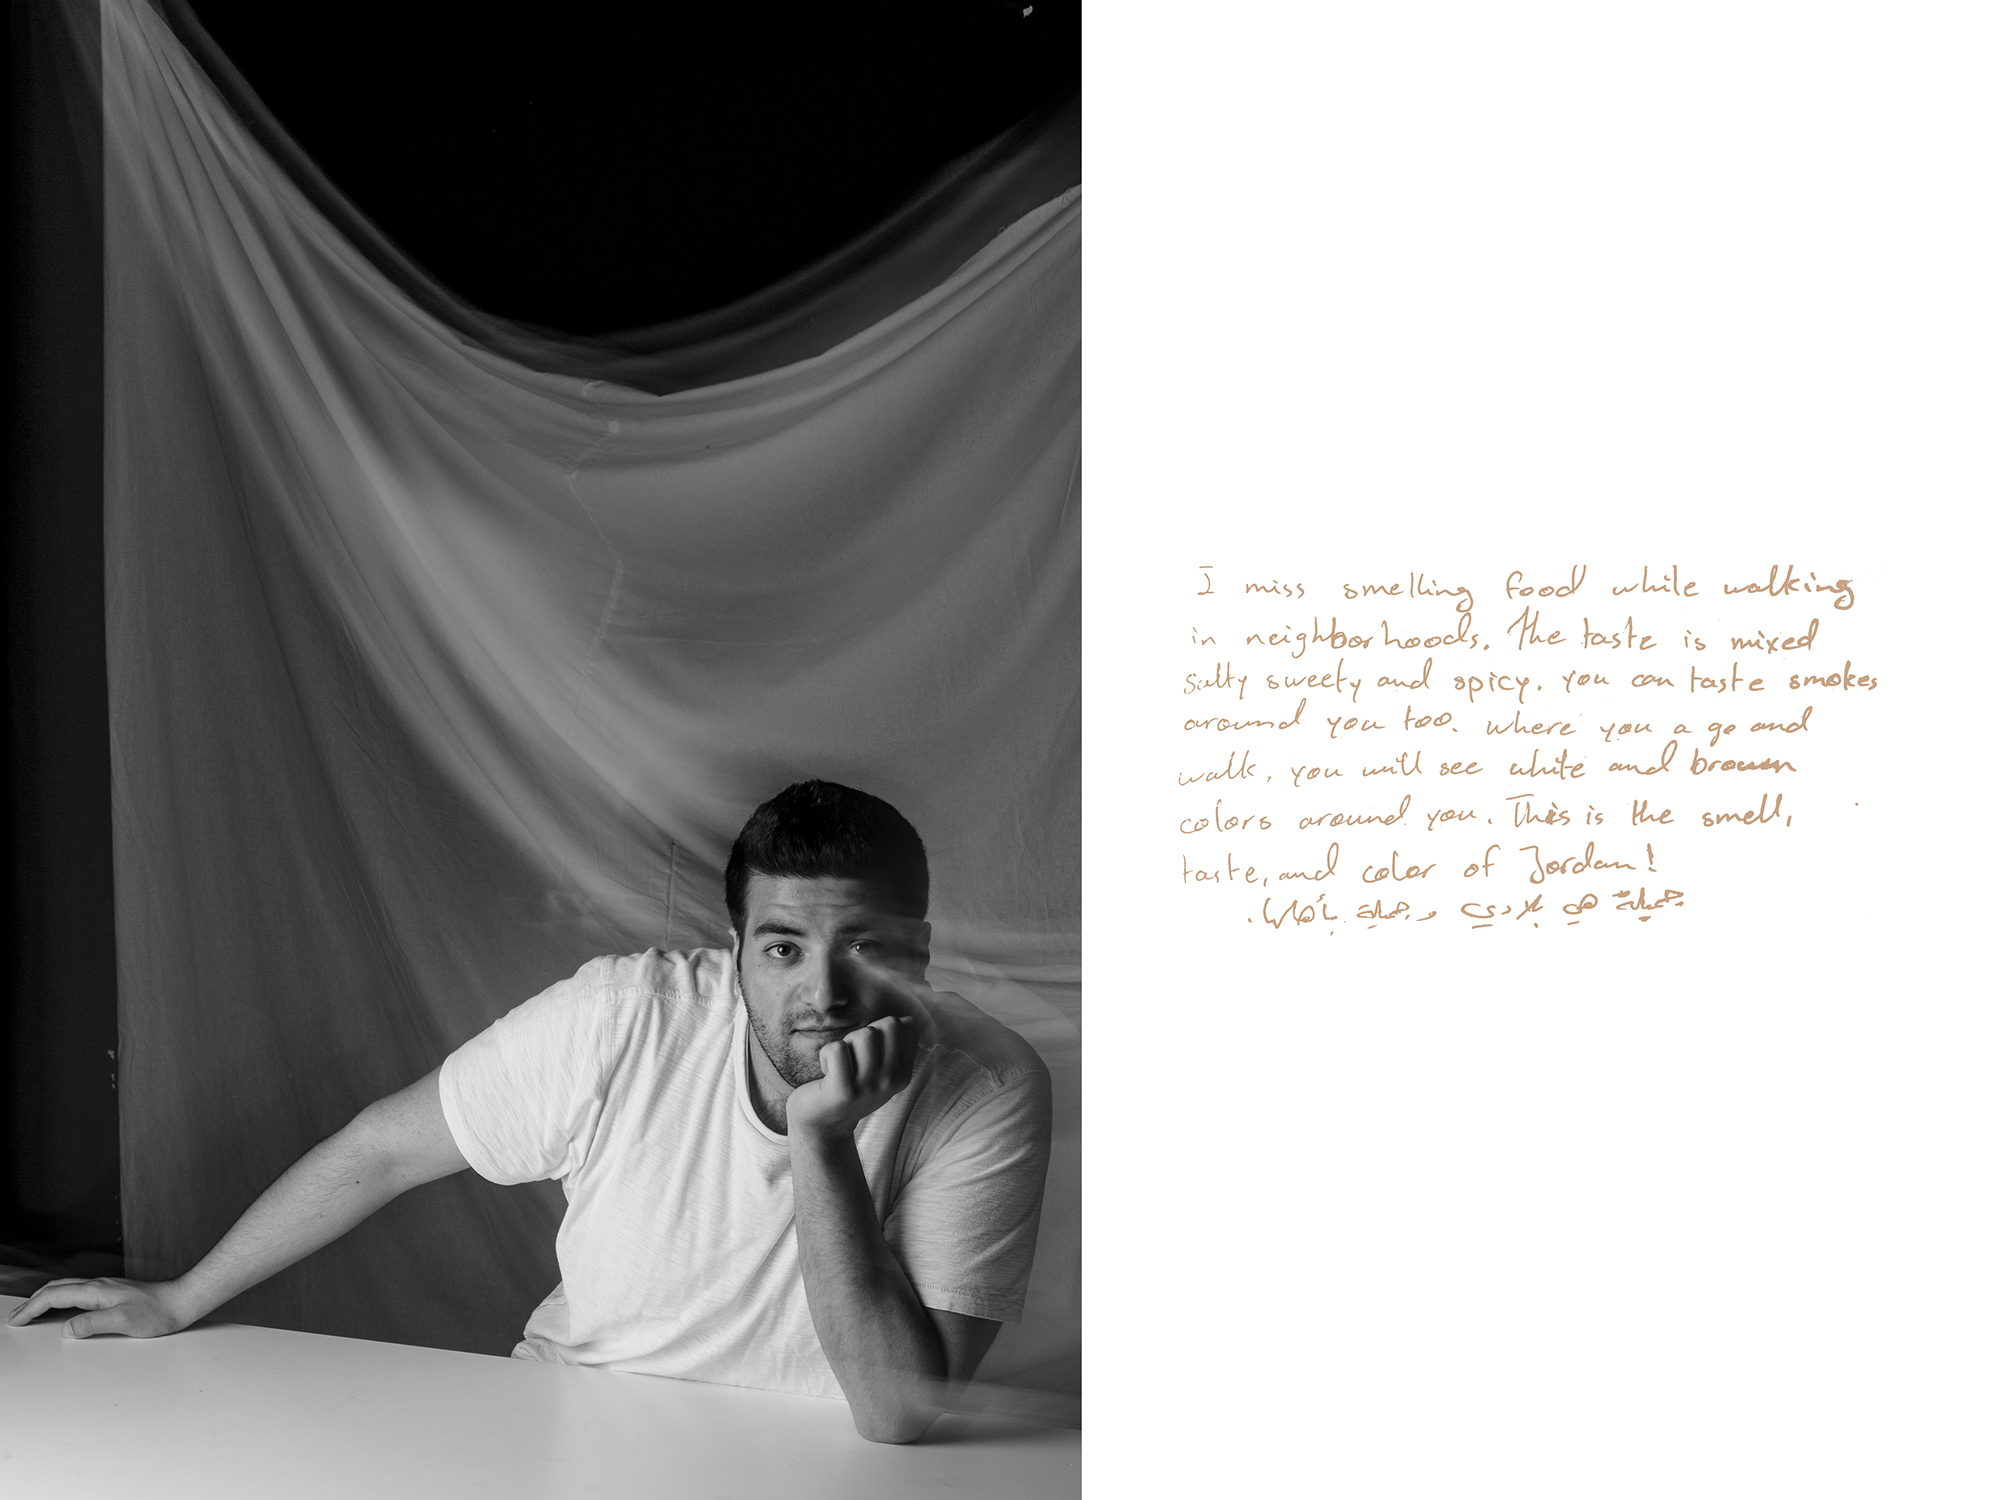 I miss smelling food while walking
in neighborhoods. The taste is mixed
salty sweety and spicy. you can taste smokes
around you too. where you a go and
walk, you will see white and brown
colors around you. This is the smell,
taste, and color of Jordan!
جميلةٌ هي بلادي وجميلة بأهلها.